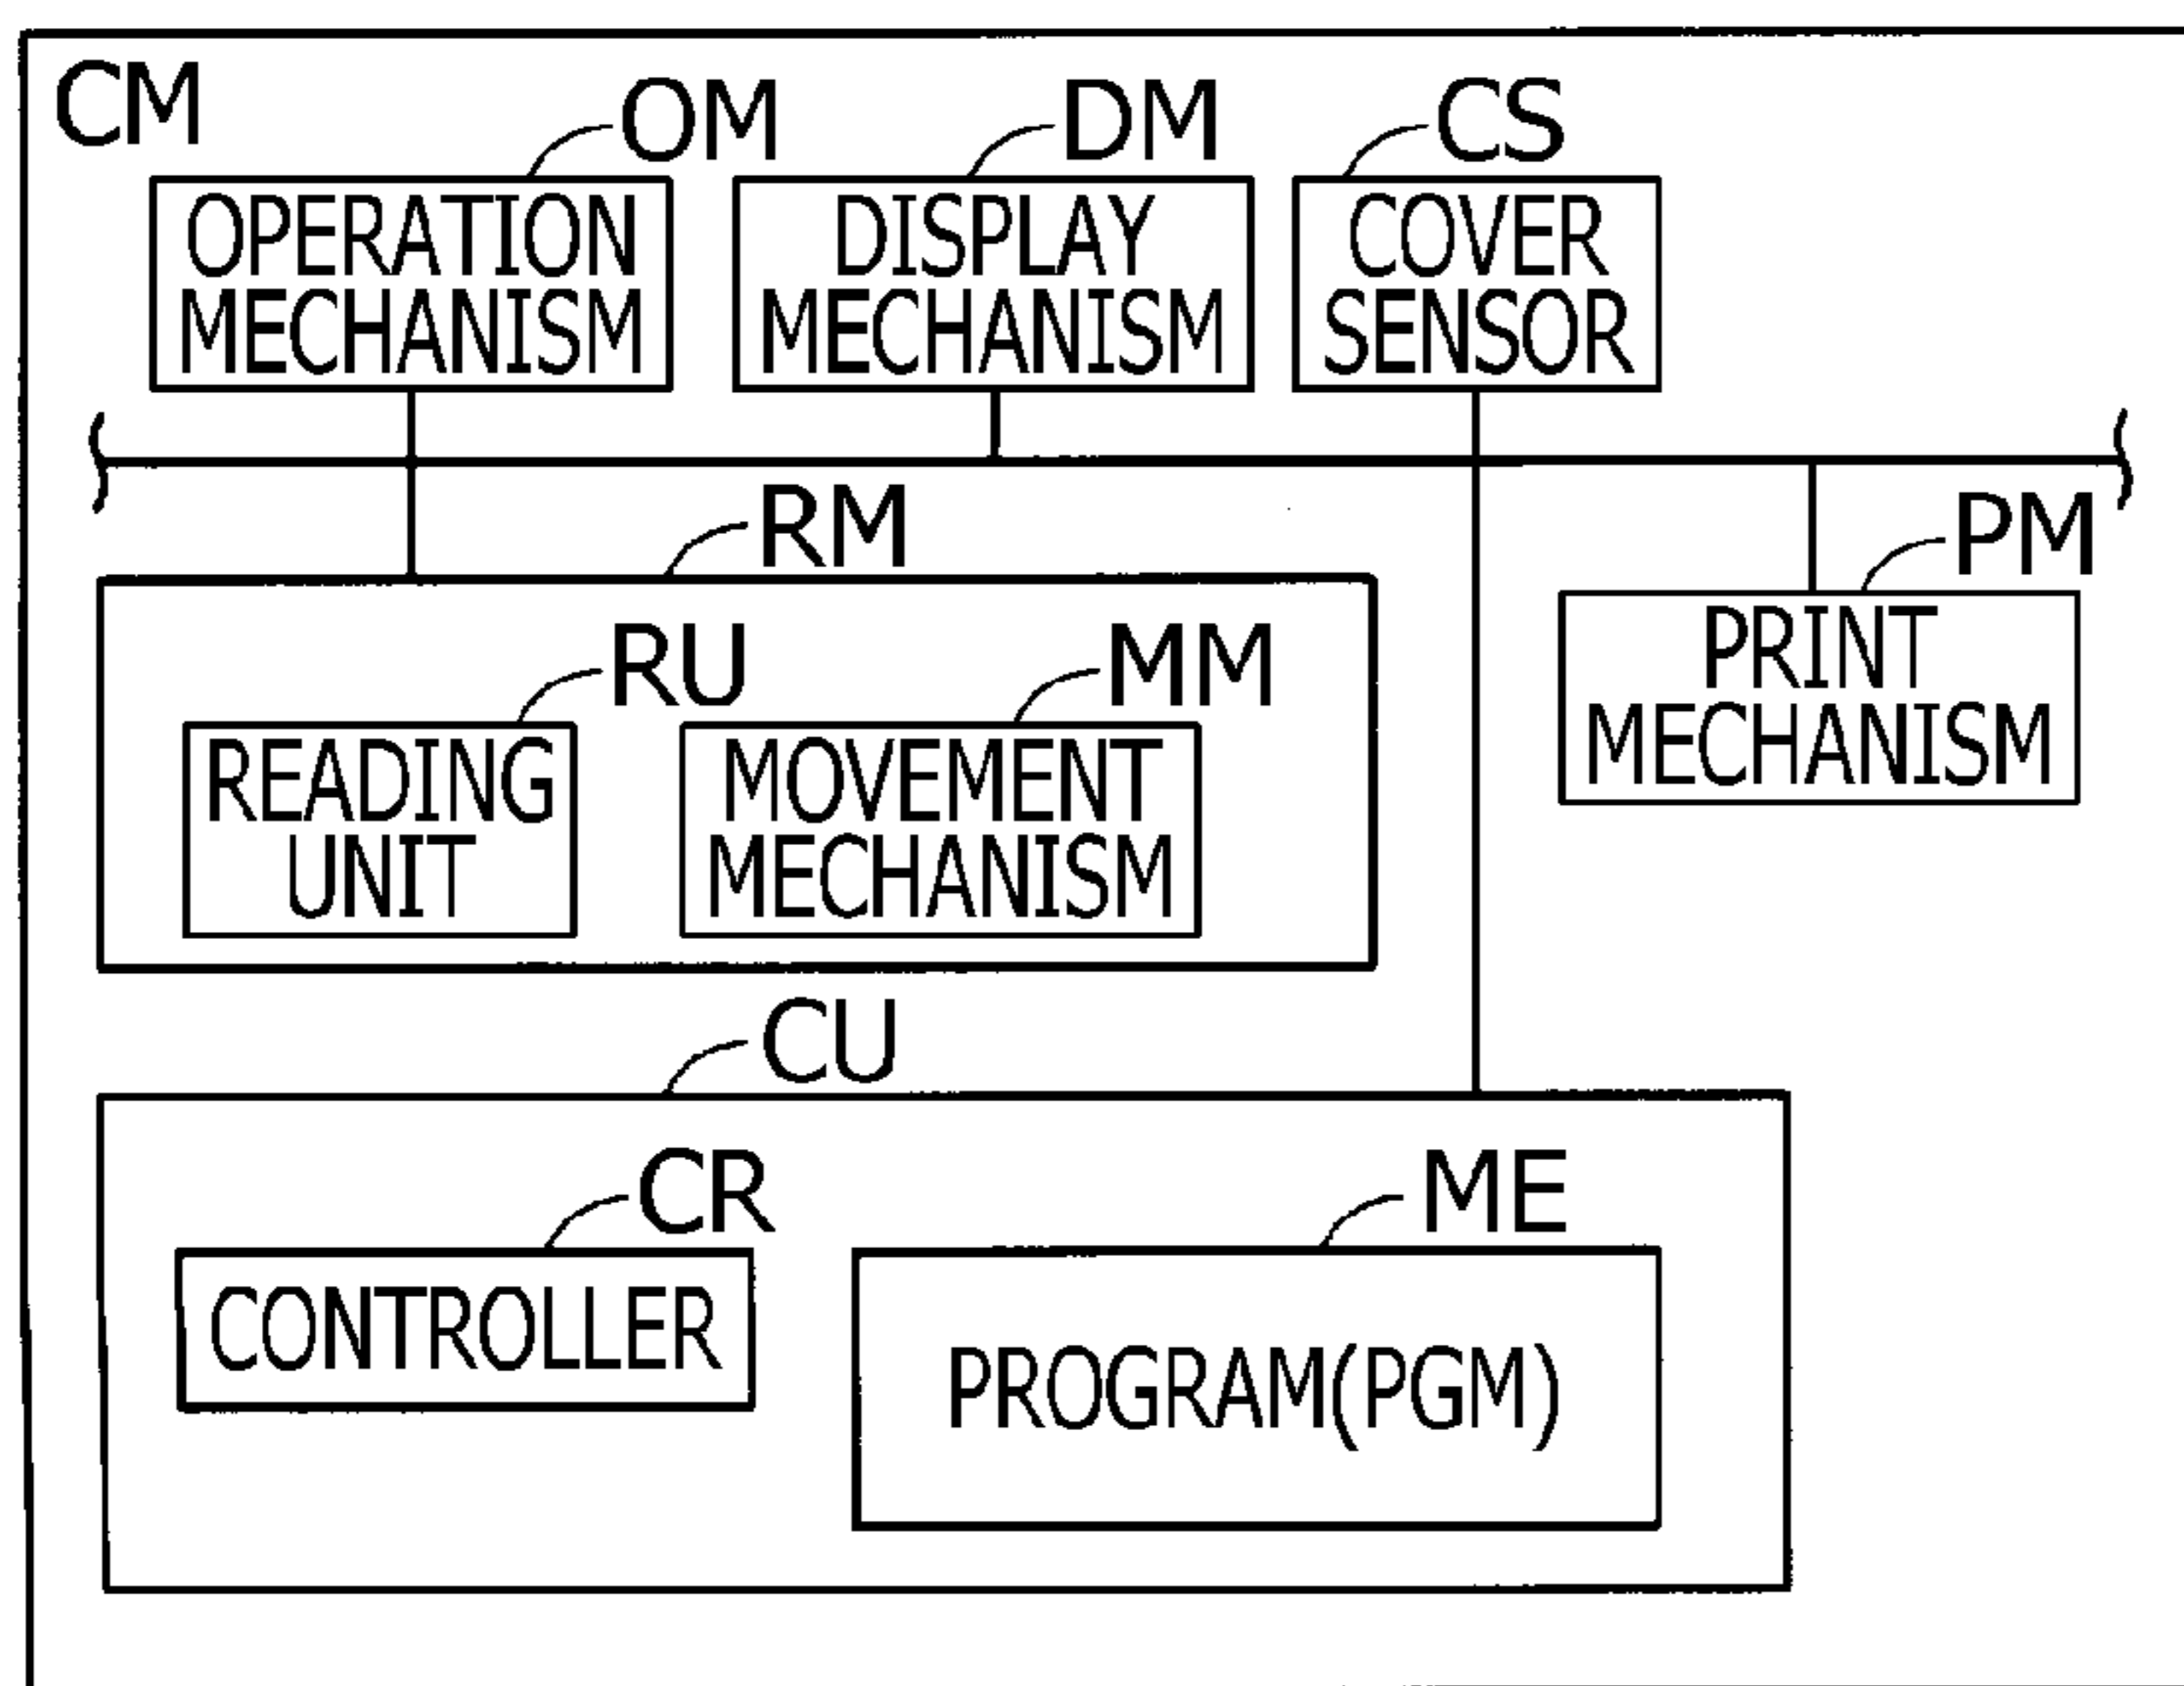 CM
OM
DM
CS
OPERATION
MECHANISM
DISPLAY
MECHANISM
COVER
SENSOR
RM
PM
PRINT
MECHANISM
RU
MM
READING
UNIT
MOVEMENT
MECHANISM
CU
CR
ME
CONTROLLER
PROGRAM(PGM)